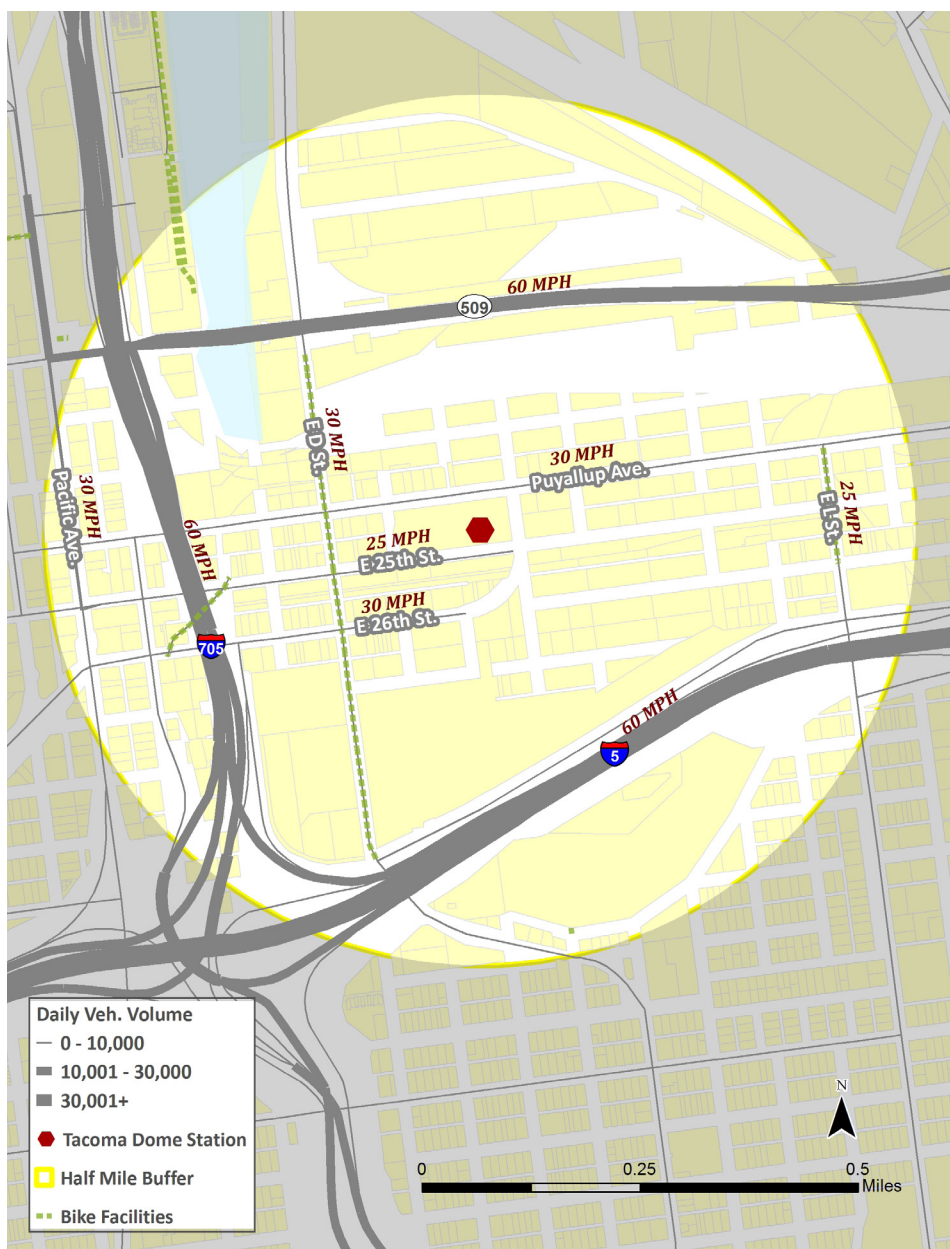 60 MPH
509
E D St.
30 MPH
30 MPH
Puyallup Ave.
Pacific Ave.
30 MPH
60 MPH
25 MPH
E 25th St.
E L St.
25 MPH
30 MPH
E 26th St.
705
60 MPH
5
Daily Veh. Volume
0 - 10,000
10,001 - 30,000
30,001+
Tacoma Dome Station
Half Mile Buffer
Bike Facilities
N
0 0.25 0.5
Miles